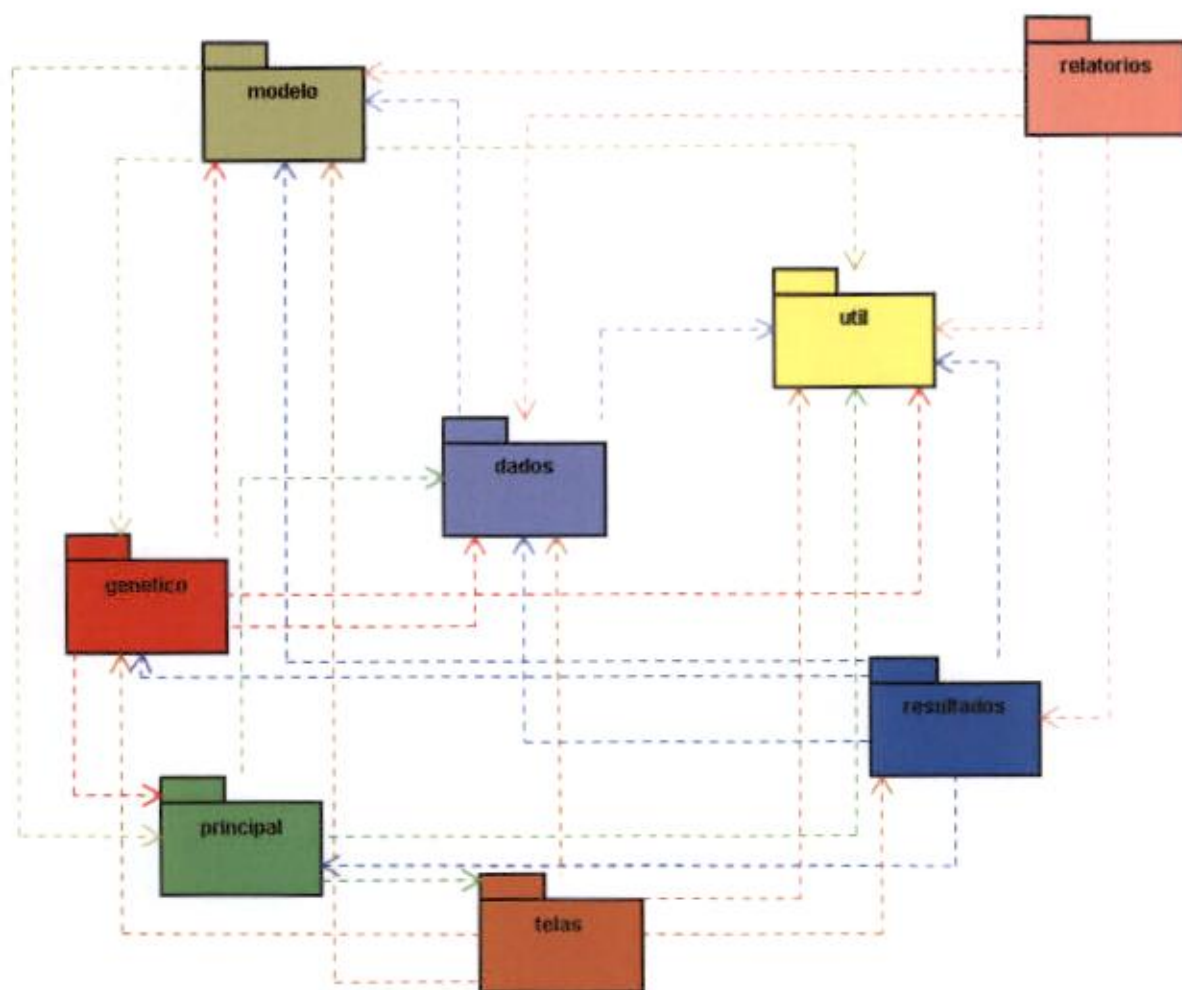 relatorios
modelo
util
dados
genetico
resultados
principal
telas